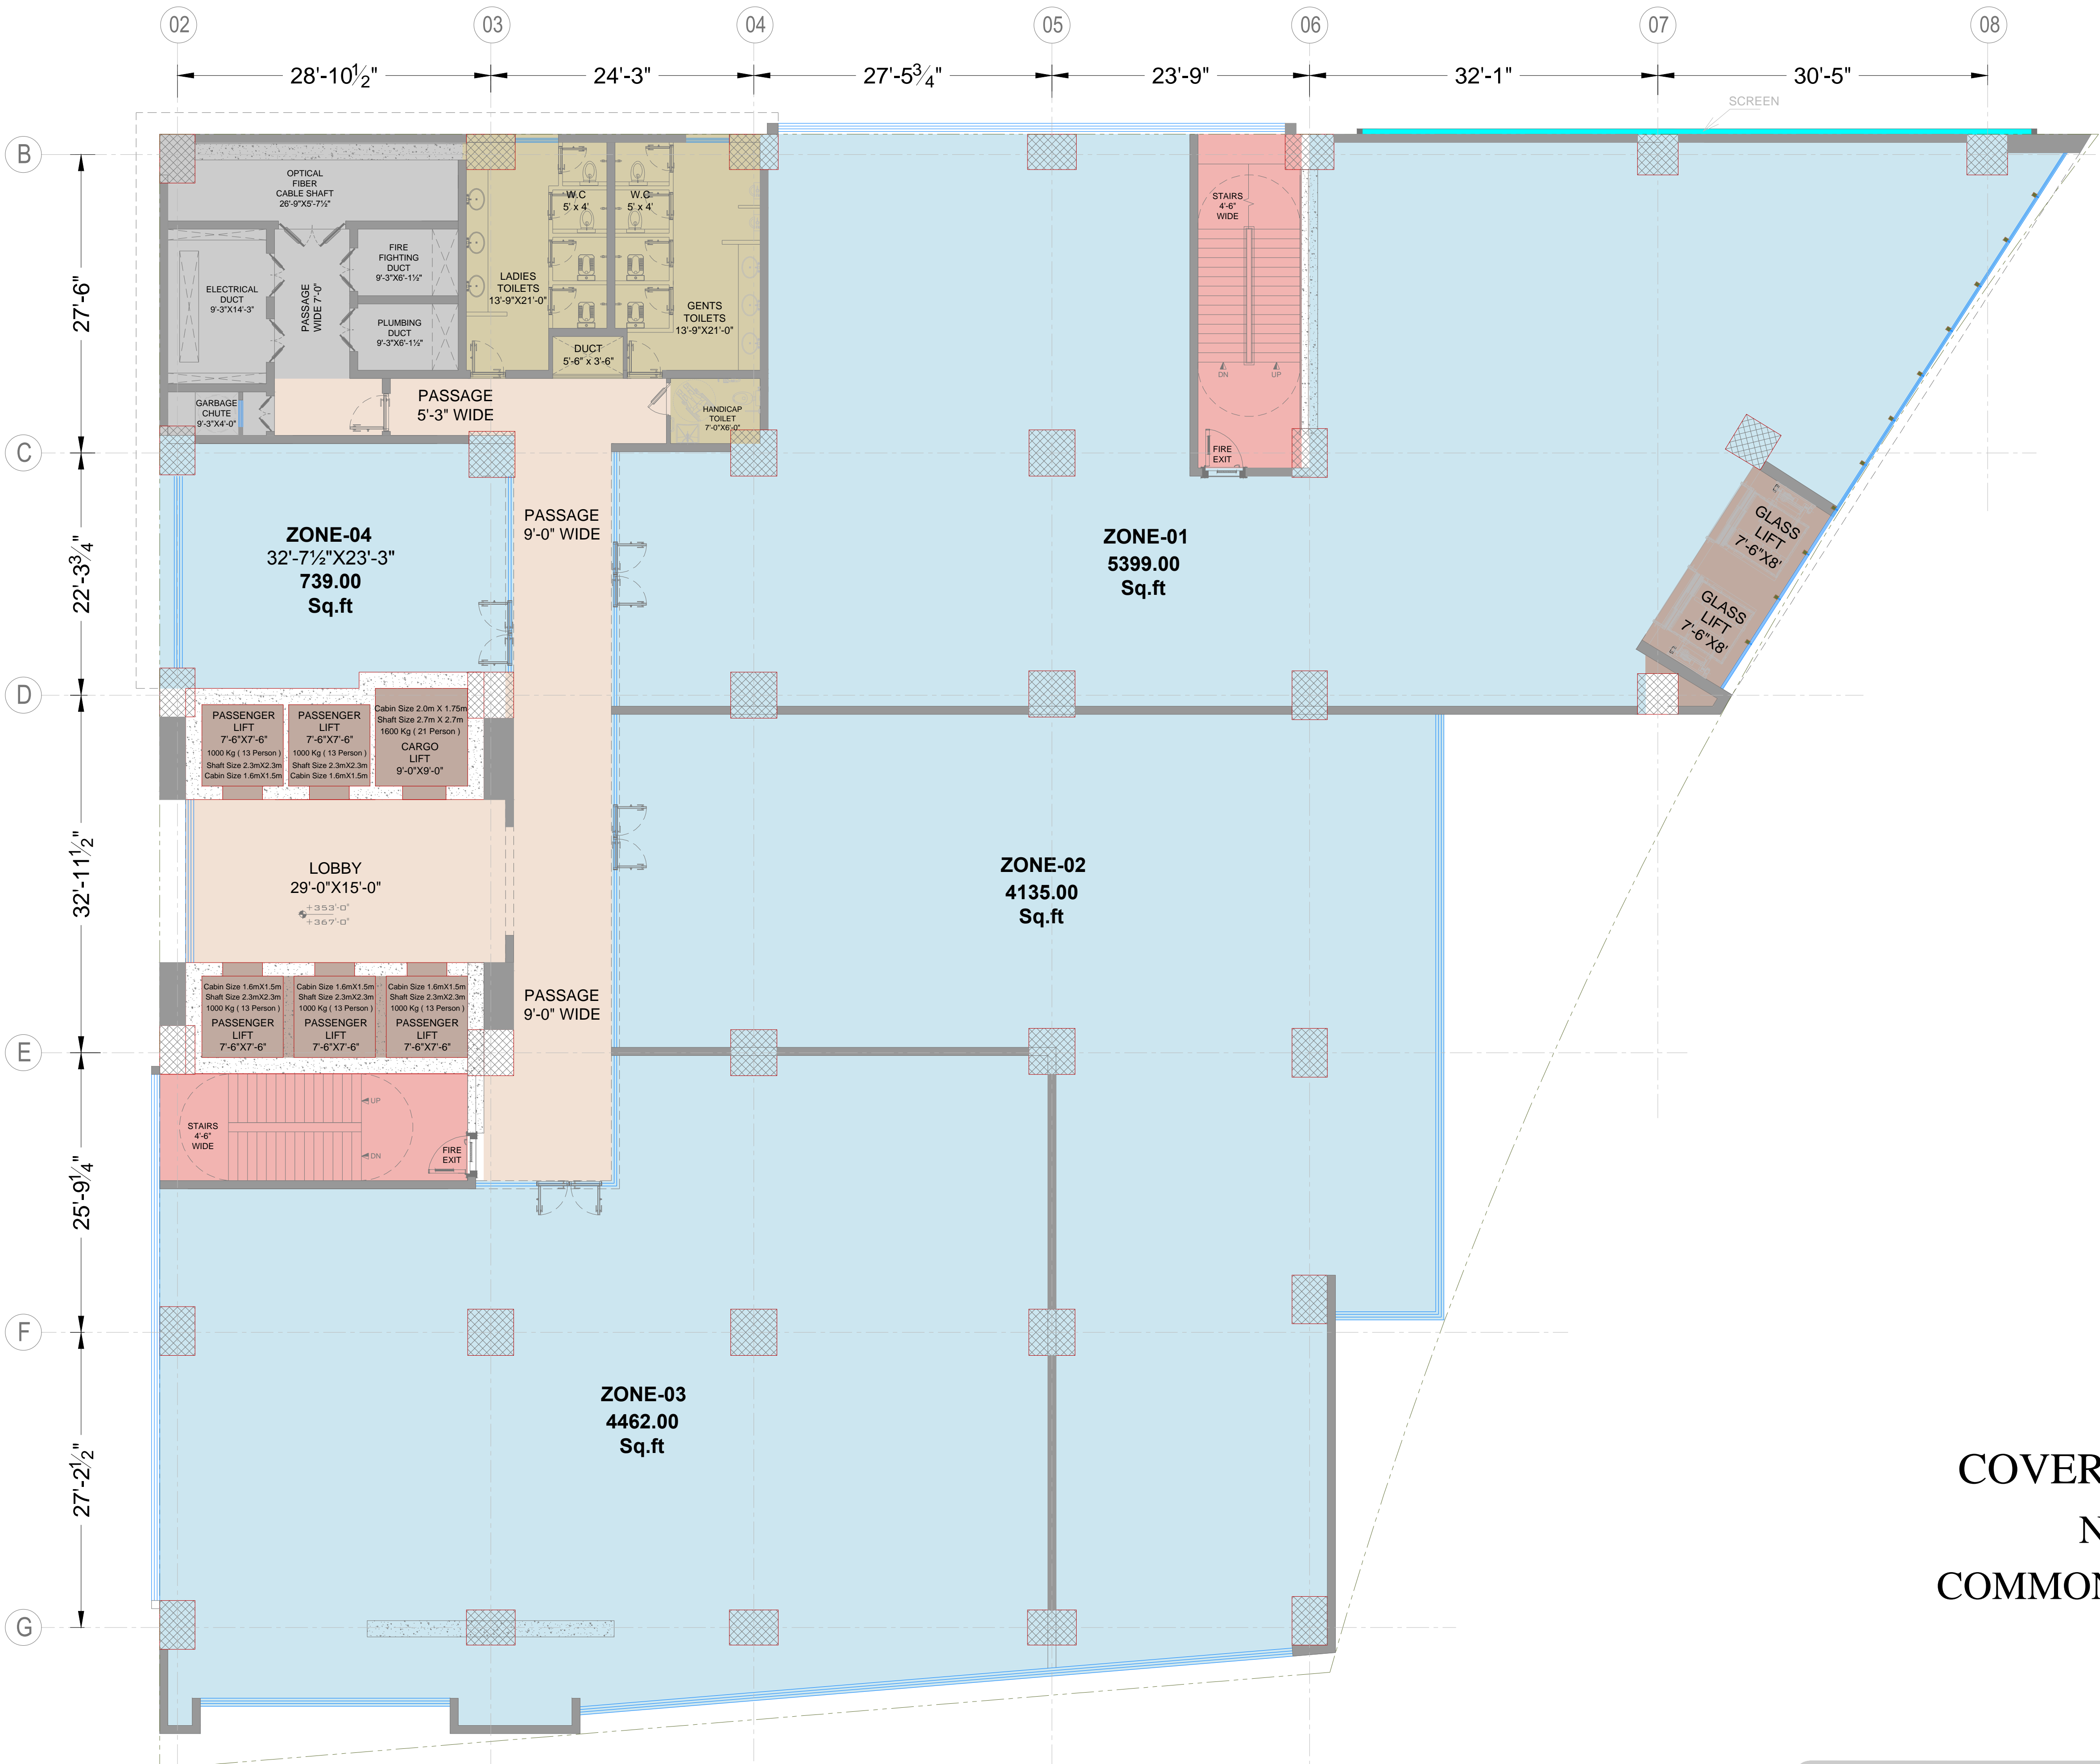 02
03
04
05
06
07
08
28'-10½"
24'-3"
27'-5¾"
23'-9"
32'-1"
30'-5"
SCREEN
B
C
D
E
F
G
27'-6"
22'-3¾"
32'-11½"
25'-9¼"
27'-2½"
OPTICAL
FIBER
CABLE SHAFT
26'-9"X5'-7½"
ELECTRICAL
DUCT
9'-3"X14'-3"
PASSAGE
WIDE 7'-0"
FIRE
FIGHTING
DUCT
9'-3"X6'-1½"
PLUMBING
DUCT
9'-3"X6'-1½"
GARBAGE
CHUTE
9'-3"X4'-0"
LADIES
TOILETS
13'-9"X21'-0"
W.C
5' x 4'
W.C
5' x 4'
GENTS
TOILETS
13'-9"X21'-0"
DUCT
5'-6" x 3'-6"
HANDICAP
TOILET
7'-0"X6'-0"
PASSAGE
5'-3" WIDE
STAIRS
4'-6"
WIDE
DN
UP
FIRE
EXIT
PASSAGE
9'-0" WIDE
ZONE-04
32'-7½"X23'-3"
739.00
Sq.ft
ZONE-01
5399.00
Sq.ft
GLASS
LIFT
7'-6"X8'
GLASS
LIFT
7'-6"X8'
PASSENGER
LIFT
7'-6"X7'-6"
1000 Kg ( 13 Person )
Shaft Size 2.3mX2.3m
Cabin Size 1.6mX1.5m
PASSENGER
LIFT
7'-6"X7'-6"
1000 Kg ( 13 Person )
Shaft Size 2.3mX2.3m
Cabin Size 1.6mX1.5m
Cabin Size 2.0m X 1.75m
Shaft Size 2.7m X 2.7m
1600 Kg ( 21 Person )
CARGO
LIFT
9'-0"X9'-0"
LOBBY
29'-0"X15'-0"
+353'-0"
+367'-0"
ZONE-02
4135.00
Sq.ft
Cabin Size 1.6mX1.5m
Shaft Size 2.3mX2.3m
1000 Kg ( 13 Person )
PASSENGER
LIFT
7'-6"X7'-6"
Cabin Size 1.6mX1.5m
Shaft Size 2.3mX2.3m
1000 Kg ( 13 Person )
PASSENGER
LIFT
7'-6"X7'-6"
Cabin Size 1.6mX1.5m
Shaft Size 2.3mX2.3m
1000 Kg ( 13 Person )
PASSENGER
LIFT
7'-6"X7'-6"
PASSAGE
9'-0" WIDE
STAIRS
4'-6"
WIDE
UP
DN
FIRE
EXIT
ZONE-03
4462.00
Sq.ft
COVER
N
COMMON